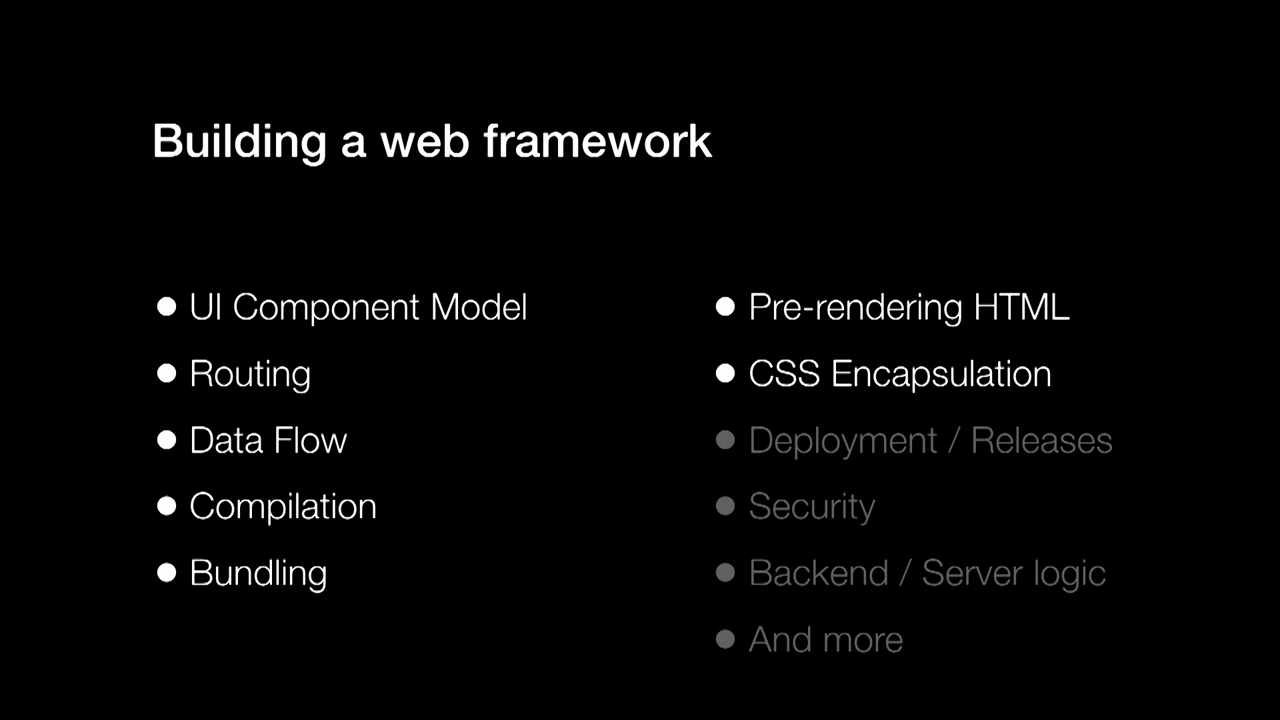 Building a web framework
● UI Component Model
● Routing
● Data Flow
● Compilation
● Bundling
● Pre-rendering HTML
● CSS Encapsulation
● Deployment / Releases
● Security
● Backend / Server logic
● And more